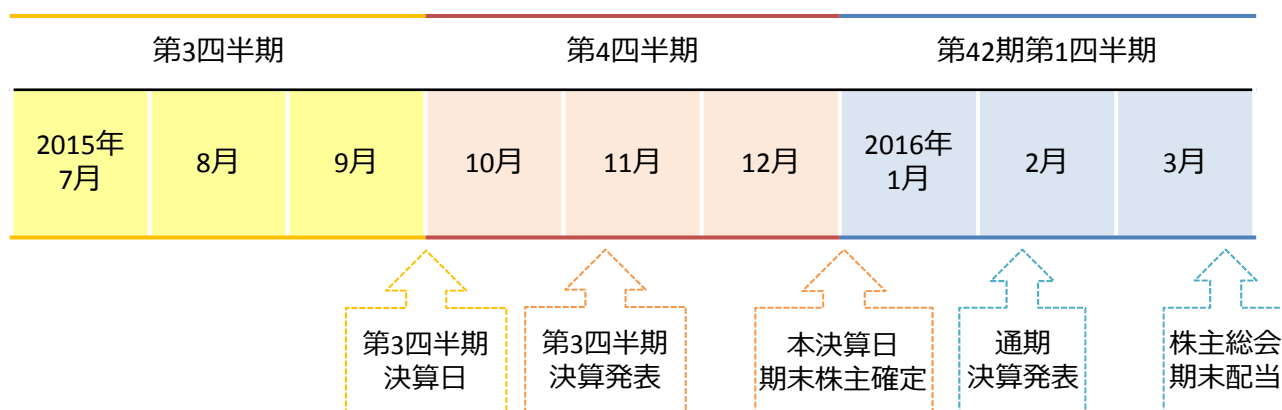 第3四半期
第4四半期
第42期第1四半期
2015年
7月
8月
9月
10月
11月
12月
2016年
1月
2月
3月
第3四半期
決算日
第3四半期
決算発表
本決算日
期末株主確定
通期
決算発表
株主総会
期末配当